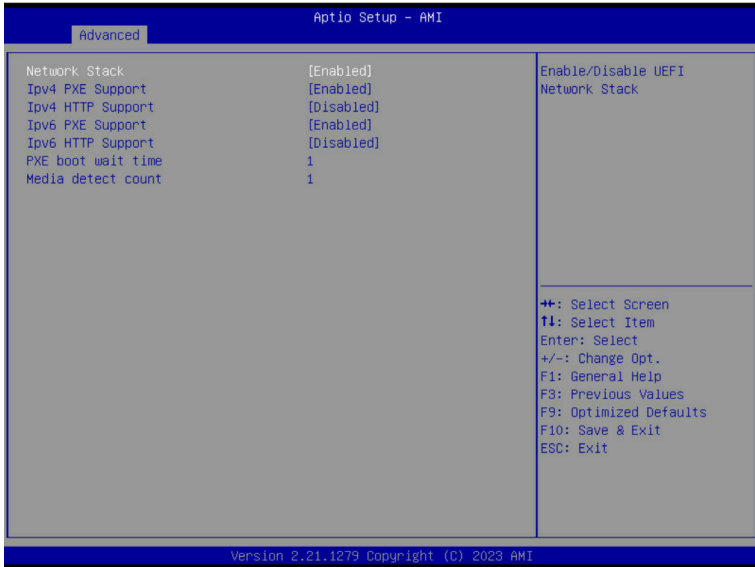 Aptio Setup – AMI
Advanced
Network Stack [Enabled]
Ipv4 PXE Support [Enabled]
Ipv4 HTTP Support [Disabled]
Ipv6 PXE Support [Enabled]
Ipv6 HTTP Support [Disabled]
PXE boot wait time 1
Media detect count 1
Enable/Disable UEFI
Network Stack
→←: Select Screen
↑↓: Select Item
Enter: Select
+/-: Change Opt.
F1: General Help
F3: Previous Values
F9: Optimized Defaults
F10: Save & Exit
ESC: Exit
Version 2.21.1279 Copyright (C) 2023 AMI